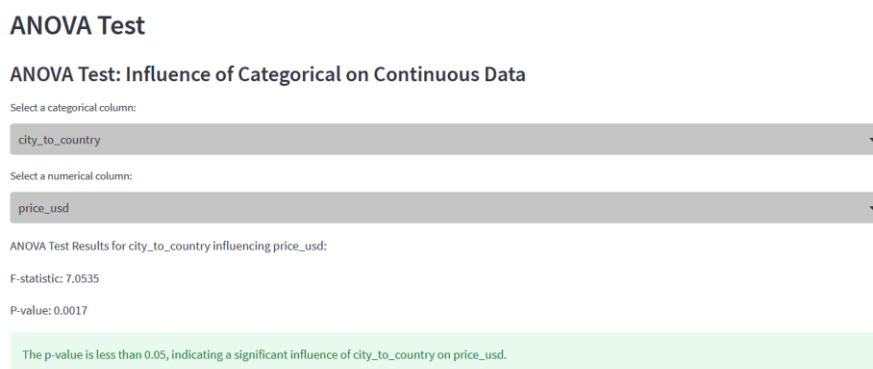 ANOVA Test
ANOVA Test: Influence of Categorical on Continuous Data
Select a categorical column:
city_to_country
Select a numerical column:
price_usd
ANOVA Test Results for city_to_country influencing price_usd:
F-statistic: 7.0535
P-value: 0.0017
The p-value is less than 0.05, indicating a significant influence of city_to_country on price_usd.